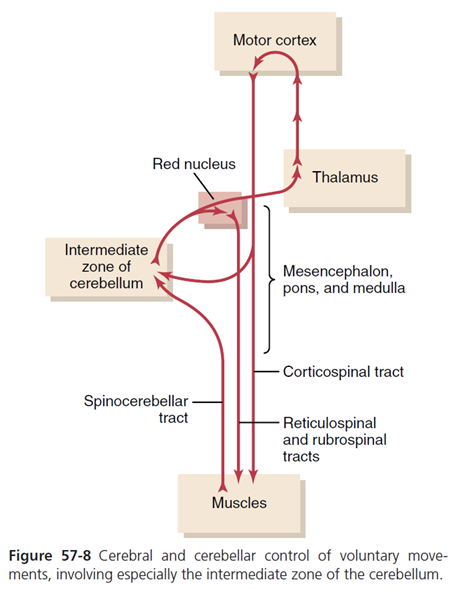 Motor cortex
Red nucleus
Thalamus
Intermediate
zone of
cerebellum
Mesencephalon,
pons, and medulla
Corticospinal tract
Spinocerebellar
tract
Reticulospinal
and rubrospinal
tracts
Muscles
Figure 57-8 Cerebral and cerebellar control of voluntary move-
ments, involving especially the intermediate zone of the cerebellum.